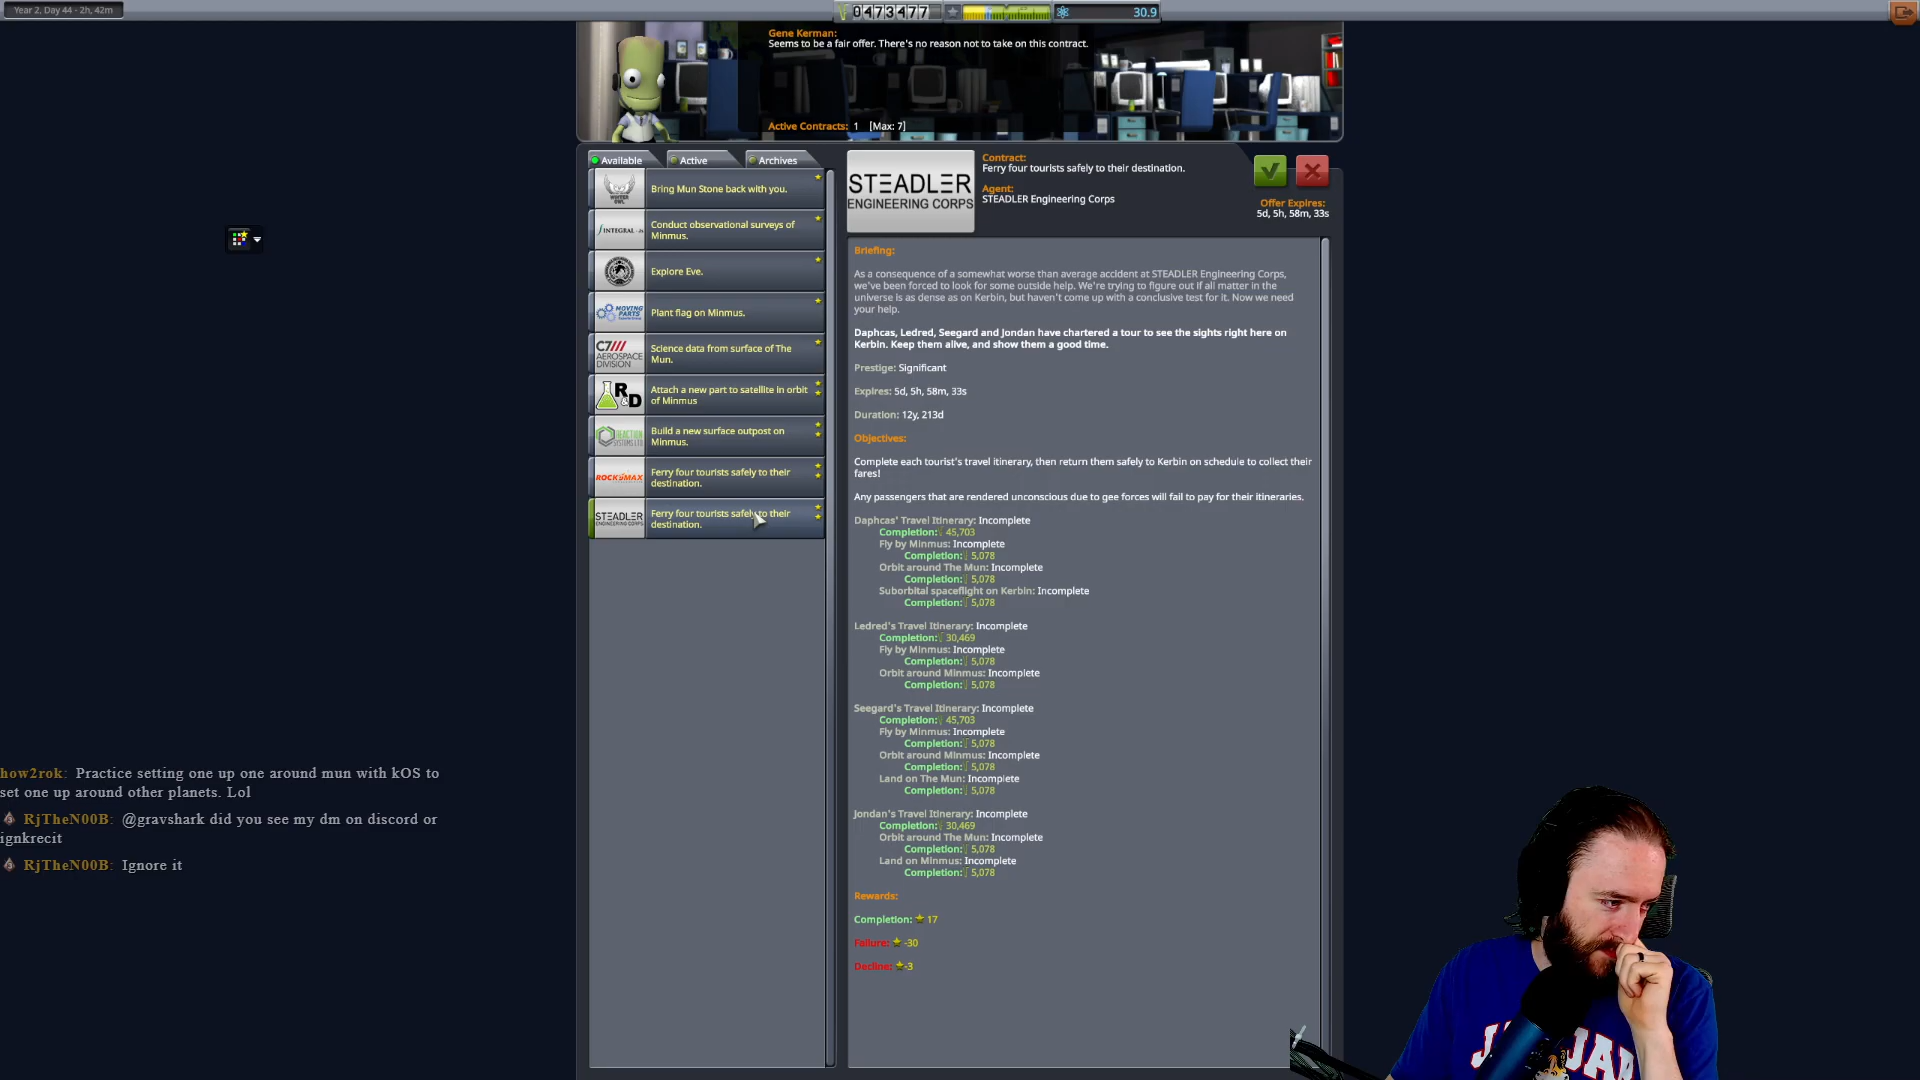 Year 2, Day 44 - 2h, 42m
0473477
30.9
Gene Kerman:
Seems to be a fair offer. There's no reason not to take on this contract.
Active Contracts: 1 [Max: 7]
Available
Active
Archives
Bring Mun Stone back with you.
Conduct observational surveys of
Minmus.
Explore Eve.
Plant flag on Minmus.
Science data from surface of The
Mun.
Attach a new part to satellite in orbit
of Minmus
Build a new surface outpost on
Minmus.
Ferry four tourists safely to their
destination.
Ferry four tourists safely to their
destination.
WINTER OWL
INTEGRAL
MOVING PARTS
C7 AEROSPACE DIVISION
R&D
REACTION SYSTEMS LTD
ROCKOMAX
STEADLER
ENGINEERING CORPS
STEADLER
ENGINEERING CORPS
Contract:
Ferry four tourists safely to their destination.
Agent:
STEADLER Engineering Corps
Offer Expires:
5d, 5h, 58m, 33s
Briefing:
As a consequence of a somewhat worse than average accident at STEADLER Engineering Corps,
we've been forced to look for some outside help. We're trying to figure out if all matter in the
universe is as dense as on Kerbin, but haven't come up with a conclusive test for it. Now we need
your help.
Daphcas, Ledred, Seegard and Jondan have chartered a tour to see the sights right here on
Kerbin. Keep them alive, and show them a good time.
Prestige: Significant
Expires: 5d, 5h, 58m, 33s
Duration: 12y, 213d
Objectives:
Complete each tourist's travel itinerary, then return them safely to Kerbin on schedule to collect their
fares!
Any passengers that are rendered unconscious due to gee forces will fail to pay for their itineraries.
Daphcas' Travel Itinerary: Incomplete
Completion: 45,703
Fly by Minmus: Incomplete
Completion: 5,078
Orbit around The Mun: Incomplete
Completion: 5,078
Suborbital spaceflight on Kerbin: Incomplete
Completion: 5,078
Ledred's Travel Itinerary: Incomplete
Completion: 30,469
Fly by Minmus: Incomplete
Completion: 5,078
Orbit around Minmus: Incomplete
Completion: 5,078
Seegard's Travel Itinerary: Incomplete
Completion: 45,703
Fly by Minmus: Incomplete
Completion: 5,078
Orbit around Minmus: Incomplete
Completion: 5,078
Land on The Mun: Incomplete
Completion: 5,078
Jondan's Travel Itinerary: Incomplete
Completion: 30,469
Orbit around The Mun: Incomplete
Completion: 5,078
Land on Minmus: Incomplete
Completion: 5,078
Rewards:
Completion: 17
Failure: -30
Decline: -3
how2rok: Practice setting one up one around mun with kOS to
set one up around other planets. Lol
RjTheN00B: @gravshark did you see my dm on discord or
ignkrecit
RjTheN00B: Ignore it